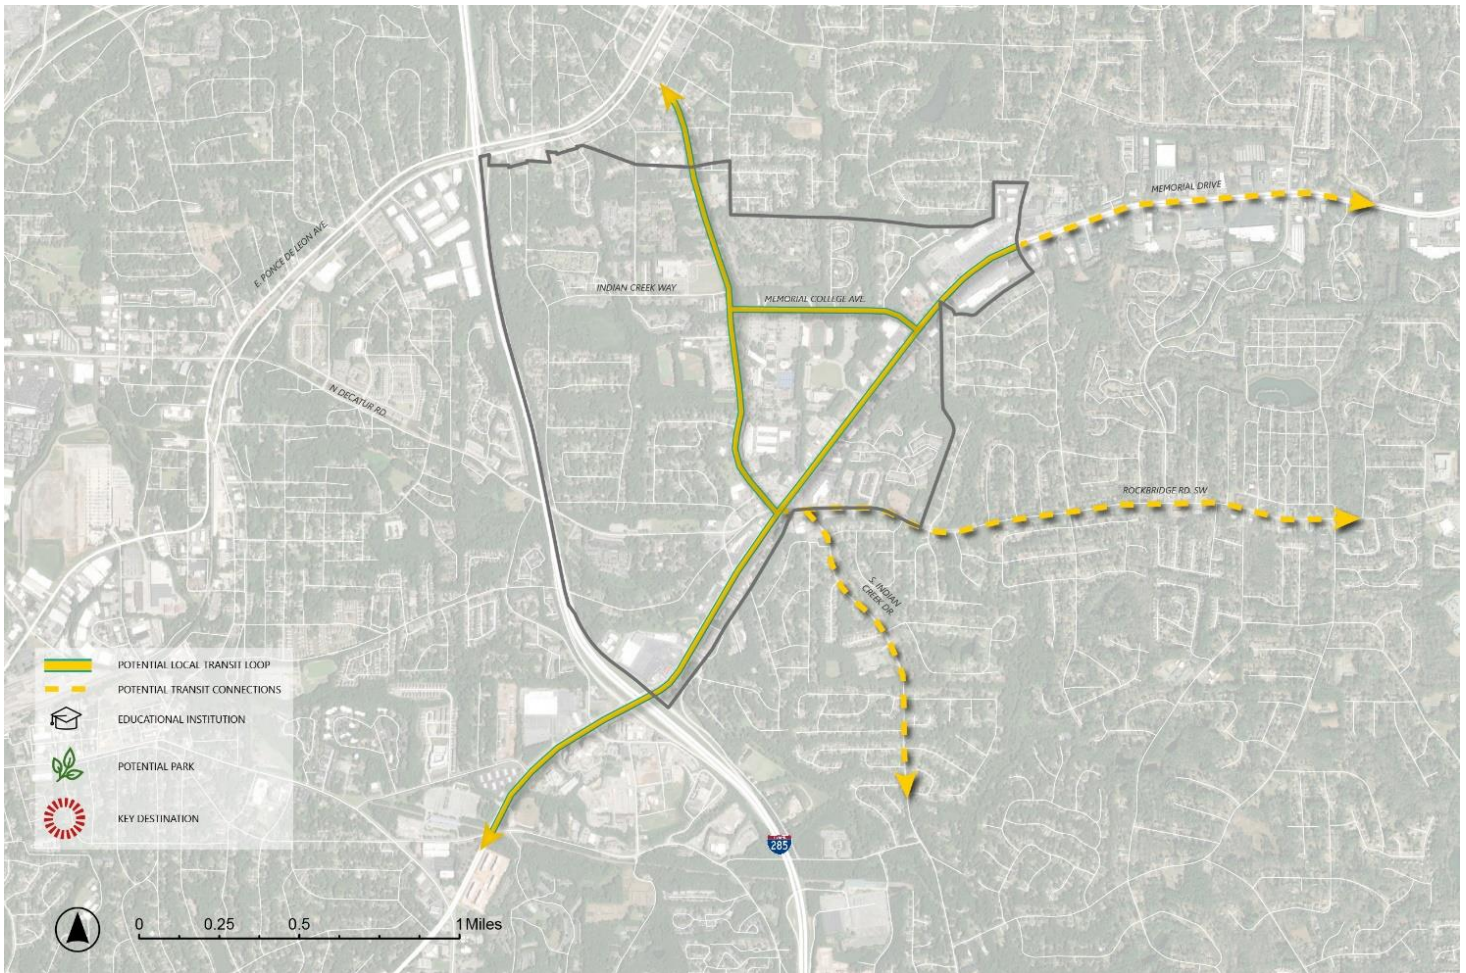 MEMORIAL DRIVE
E. PONCE DE LEON AVE.
INDIAN CREEK WAY
MEMORIAL COLLEGE AVE.
N DECATUR RD.
ROCKBRIDGE RD. SW
S. INDIAN
CREEK DR.
POTENTIAL LOCAL TRANSIT LOOP
POTENTIAL TRANSIT CONNECTIONS
EDUCATIONAL INSTITUTION
POTENTIAL PARK
KEY DESTINATION
285
0 0.25 0.5 1 Miles